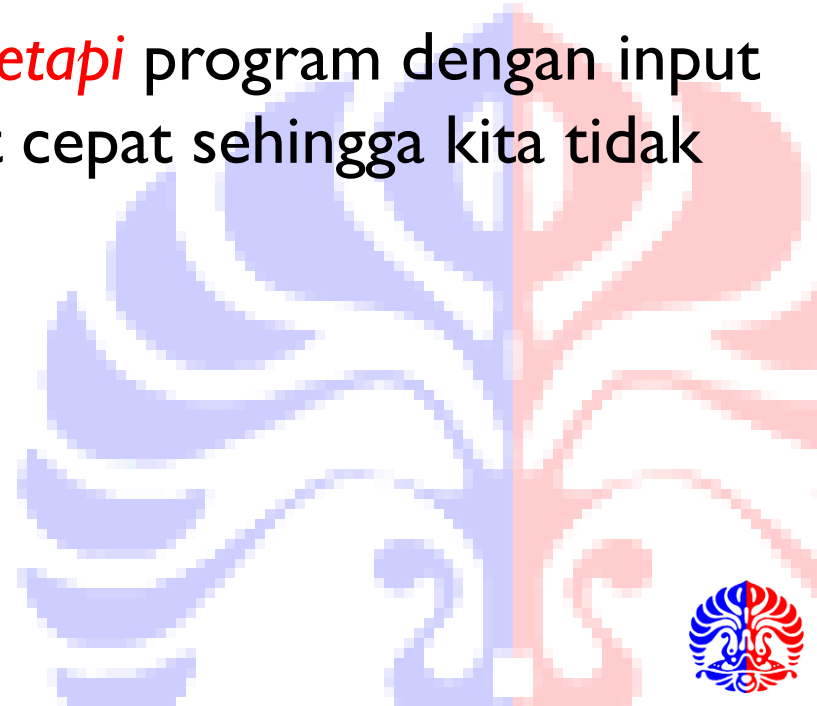 etapi program dengan input
t cepat sehingga kita tidak